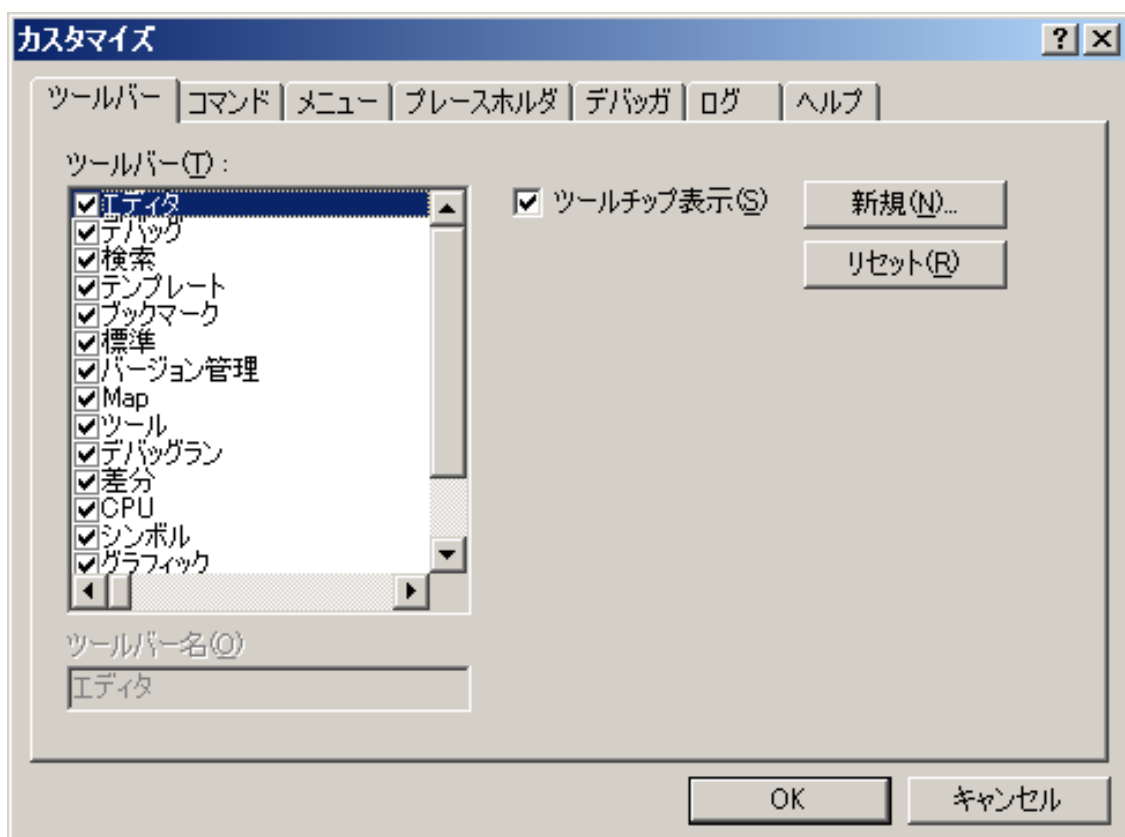 カスタマイズ
ツールバー コマンド メニュー プレースホルダ デバッガ ログ ヘルプ
ツールバー(T):
エディタ
デバッグ
検索
テンプレート
ブックマーク
標準
バージョン管理
Map
ツール
デバッグラン
差分
CPU
シンボル
グラフィック
ツールチップ表示(S)
新規(N)...
リセット(R)
ツールバー名(O)
エディタ
OK キャンセル